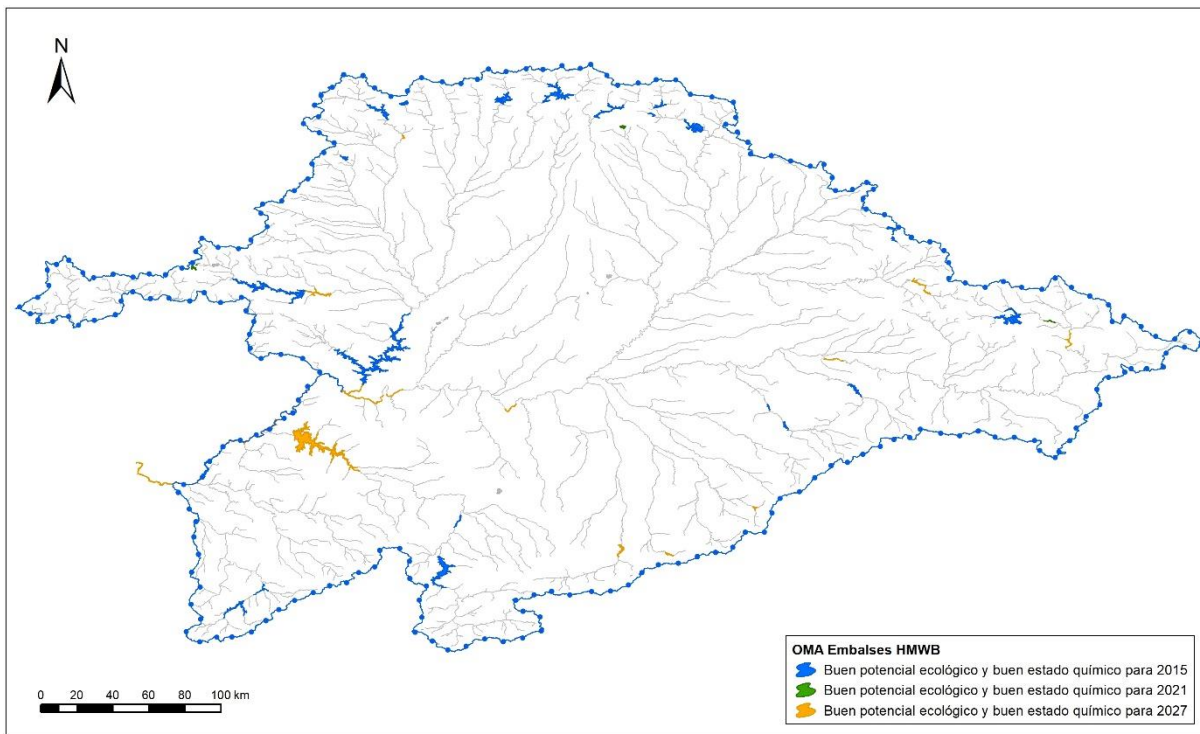 N
0 20 40 60 80 100 km
OMA Embalses HMWB
Buen potencial ecológico y buen estado químico para 2015
Buen potencial ecológico y buen estado químico para 2021
Buen potencial ecológico y buen estado químico para 2027